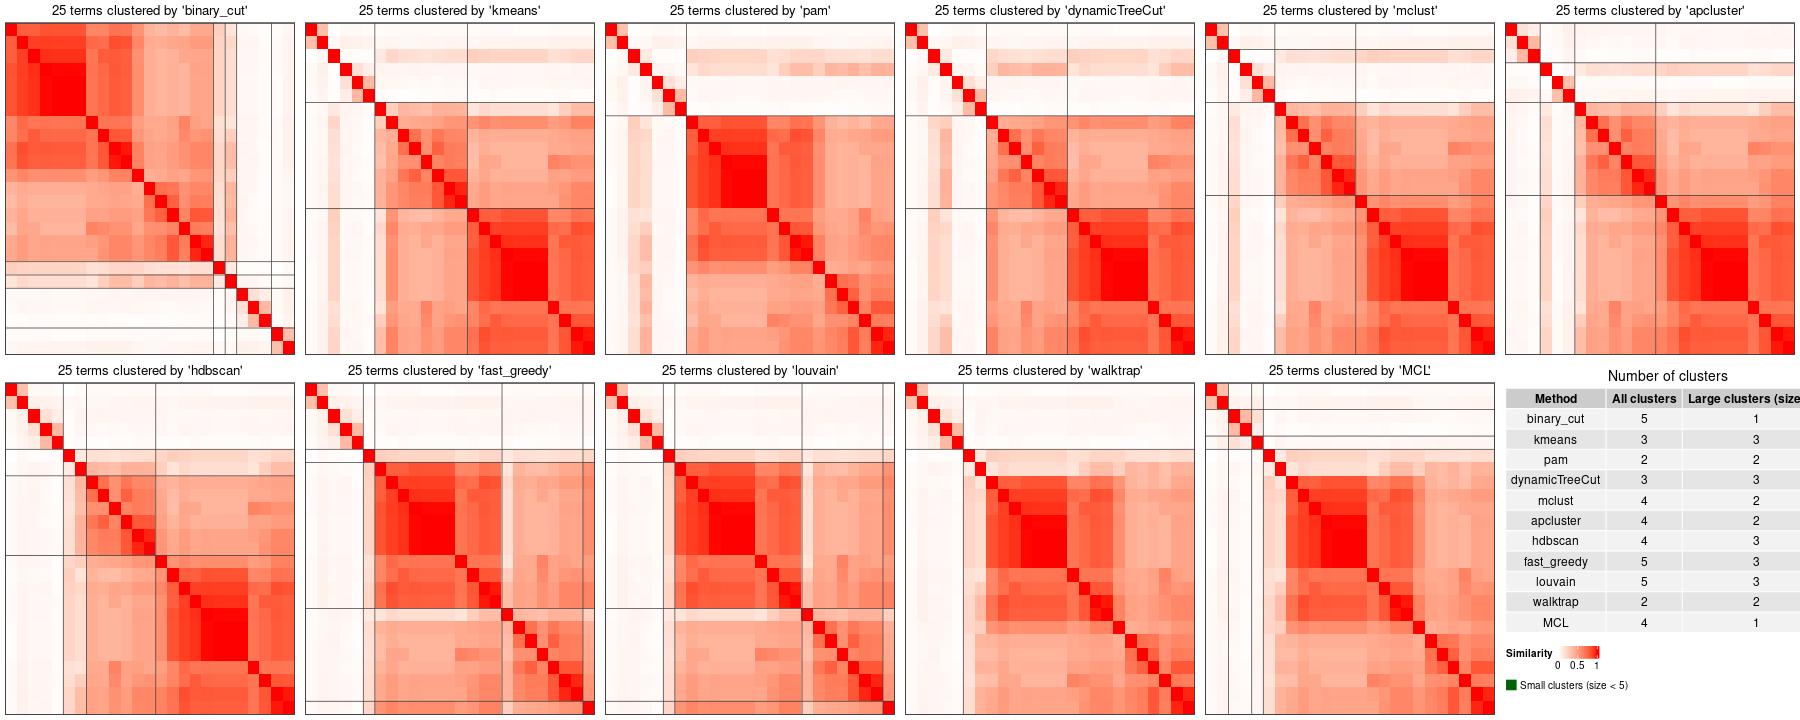 25 terms clustered by 'binary_cut'
25 terms clustered by 'kmeans'
25 terms clustered by 'pam'
25 terms clustered by 'dynamicTreeCut'
25 terms clustered by 'mclust'
25 terms clustered by 'apcluster'
25 terms clustered by 'hdbscan'
25 terms clustered by 'fast_greedy'
25 terms clustered by 'louvain'
25 terms clustered by 'walktrap'
25 terms clustered by 'MCL'
Number of clusters
Method All clusters Large clusters (size
binary_cut 5 1
kmeans 3 3
pam 2 2
dynamicTreeCut 3 3
mclust 4 2
apcluster 4 2
hdbscan 4 3
fast_greedy 5 3
louvain 5 3
walktrap 2 2
MCL 4 1
Similarity
0 0.5 1
Small clusters (size < 5)